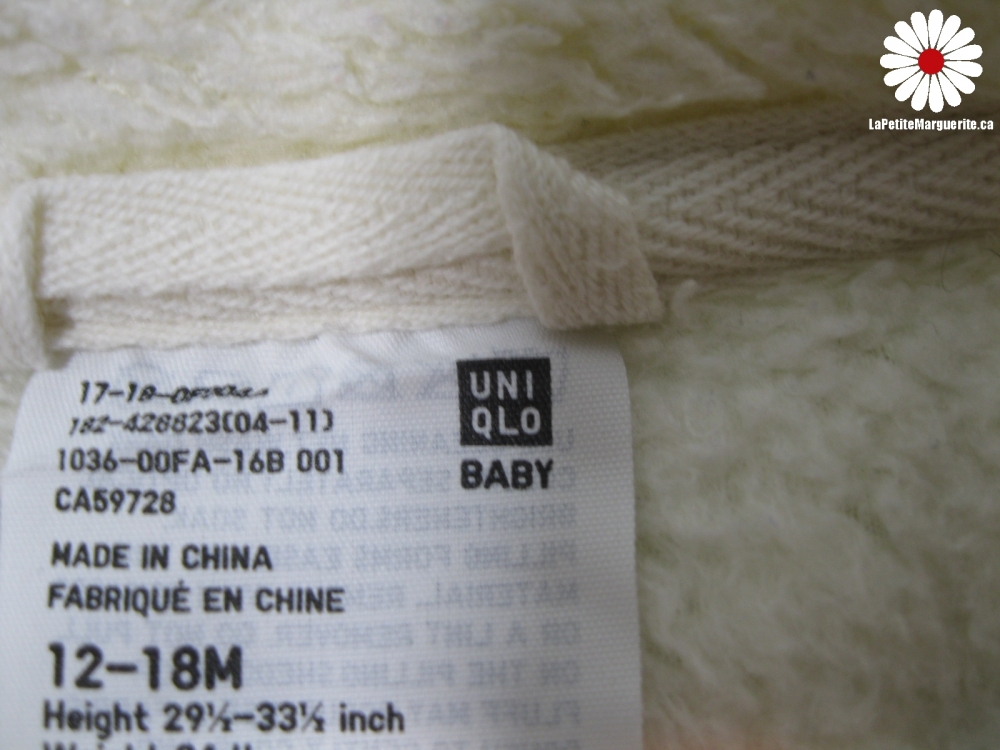 LaPetiteMarguerite.ca
UNI
QLO
BABY
17-18-
182-428823(04-11)
1036-00FA-16B 001
CA59728
MADE IN CHINA
FABRIQUÉ EN CHINE
12-18M
Height 29½-33½ inch